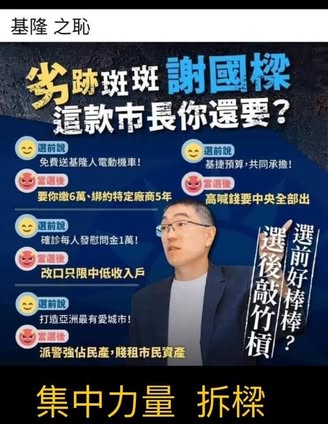 基隆 之恥
劣跡斑斑 謝國樑
這款市長你還要？
選前說
免費送基隆人電動機車！
當選後
要你繳6萬、綁約特定廠商5年
選前說
基捷預算，共同承擔！
當選後
高喊錢要中央全部出
選前說
確診每人發慰問金1萬！
當選後
改口只限中低收入戶
選前說
打造亞洲最有愛城市！
當選後
派警強佔民產，賤租市民資產
選前好棒棒？
選後敲竹槓
集中力量 拆樑